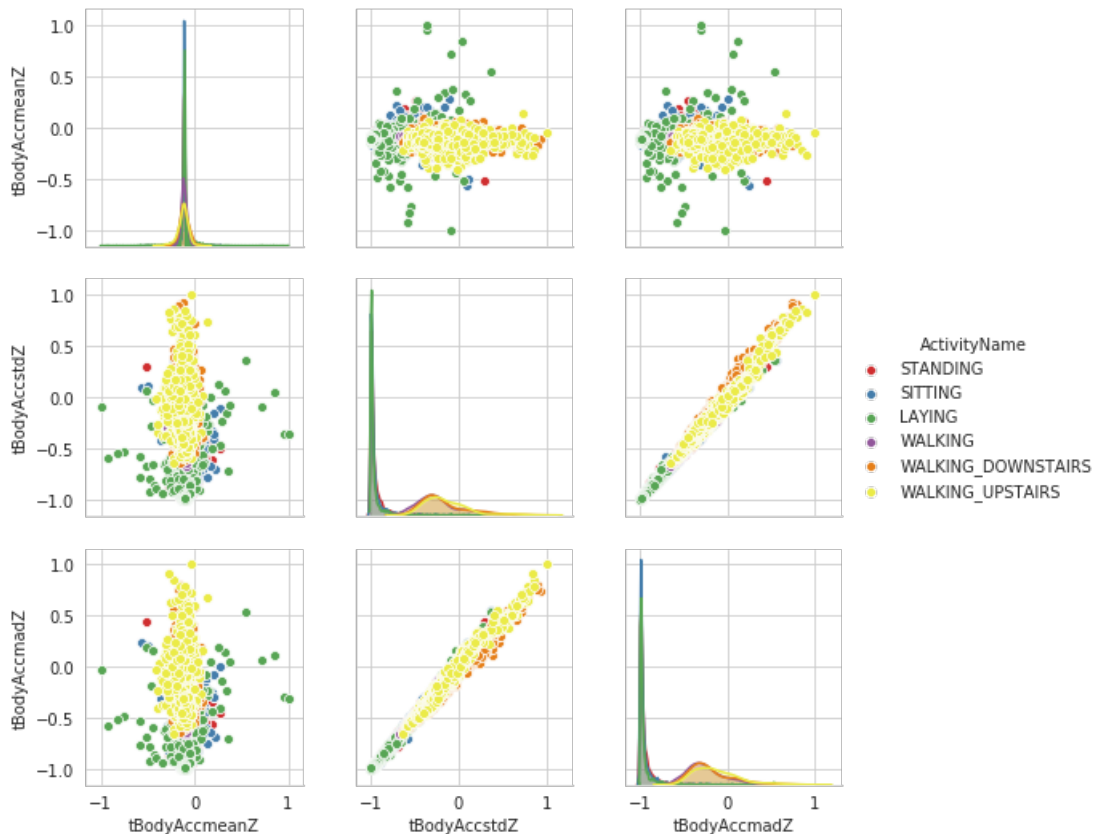 tBodyAccmeanZ
1.0
0.5
0.0
−0.5
−1.0
tBodyAccstdZ
1.0
0.5
0.0
−0.5
−1.0
ActivityName
STANDING
SITTING
LAYING
WALKING
WALKING_DOWNSTAIRS
WALKING_UPSTAIRS
tBodyAccmadZ
1.0
0.5
0.0
−0.5
−1.0
−1 0 1 −1 0 1 −1 0 1
tBodyAccmeanZ tBodyAccstdZ tBodyAccmadZ